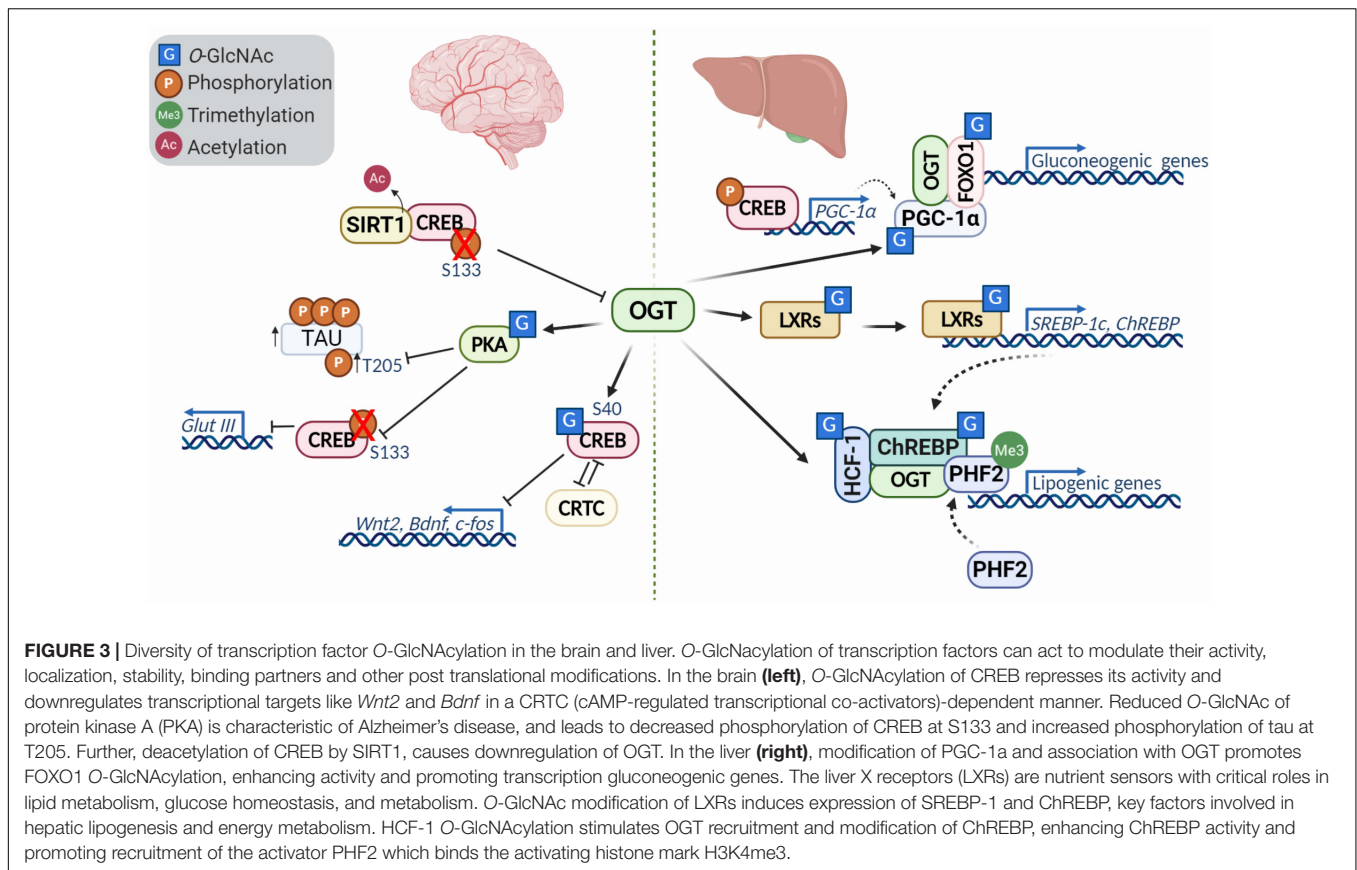 G O-GlcNAc
P Phosphorylation
Me3 Trimethylation
Ac Acetylation
Ac
SIRT1
CREB
S133
P P P
TAU
P
T205
G
PKA
Glut III
CREB
S133
S40
G
CREB
CRTC
Wnt2, Bdnf, c-fos
OGT
P
CREB
PGC-1α
G
OGT
FOXO1
PGC-1α
G
Gluconeogenic genes
G
LXRs
G
LXRs
SREBP-1c, ChREBP
G
HCF-1
G
ChREBP
OGT
PHF2
Me3
Lipogenic genes
PHF2
FIGURE 3 | Diversity of transcription factor O-GlcNAcylation in the brain and liver. O-GlcNacylation of transcription factors can act to modulate their activity,
localization, stability, binding partners and other post translational modifications. In the brain (left), O-GlcNAcylation of CREB represses its activity and
downregulates transcriptional targets like Wnt2 and Bdnf in a CRTC (cAMP-regulated transcriptional co-activators)-dependent manner. Reduced O-GlcNAc of
protein kinase A (PKA) is characteristic of Alzheimer's disease, and leads to decreased phosphorylation of CREB at S133 and increased phosphorylation of tau at
T205. Further, deacetylation of CREB by SIRT1, causes downregulation of OGT. In the liver (right), modification of PGC-1a and association with OGT promotes
FOXO1 O-GlcNAcylation, enhancing activity and promoting transcription gluconeogenic genes. The liver X receptors (LXRs) are nutrient sensors with critical roles in
lipid metabolism, glucose homeostasis, and metabolism. O-GlcNAc modification of LXRs induces expression of SREBP-1 and ChREBP, key factors involved in
hepatic lipogenesis and energy metabolism. HCF-1 O-GlcNAcylation stimulates OGT recruitment and modification of ChREBP, enhancing ChREBP activity and
promoting recruitment of the activator PHF2 which binds the activating histone mark H3K4me3.